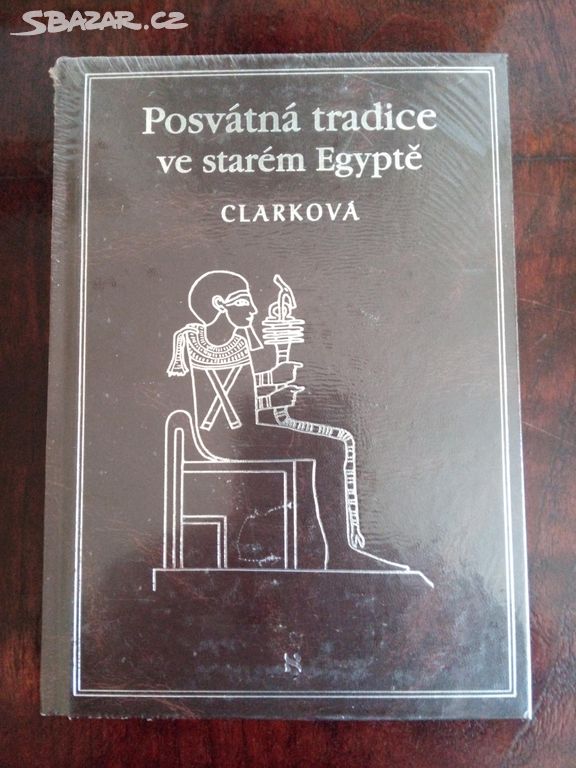 SBAZAR.CZ
Posvátná tradice
ve starém Egyptě
CLARKOVÁ